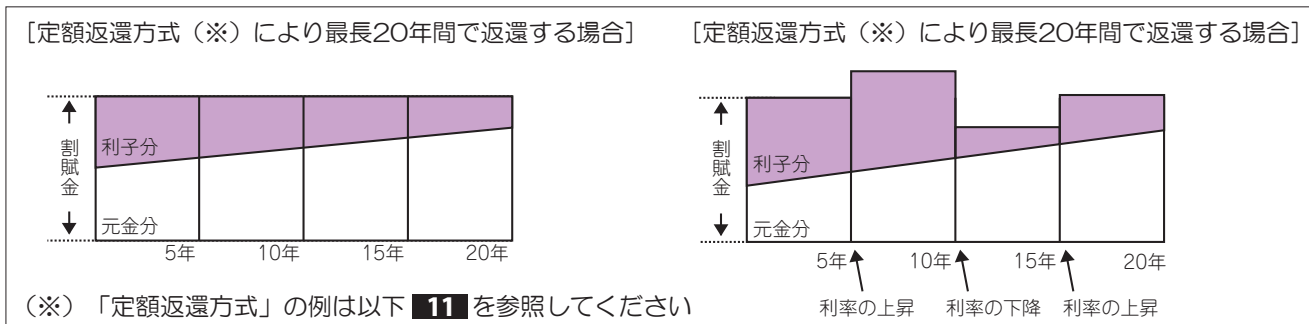 [定額返還方式（※）により最長20年間で返還する場合]
割賦金
利子分
元金分
5年 10年 15年 20年
（※）「定額返還方式」の例は以下 11 を参照してください
[定額返還方式（※）により最長20年間で返還する場合]
割賦金
利子分
元金分
5年 10年 15年 20年
利率の上昇 利率の下降 利率の上昇